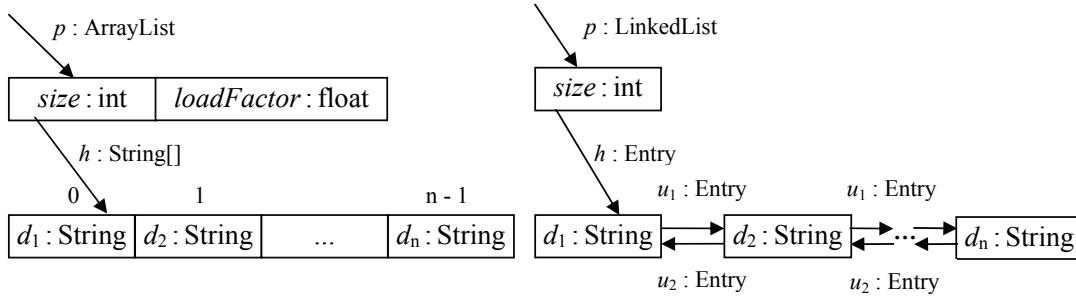 p : ArrayList
size : int loadFactor : float
h : String[]
0 1 n - 1
d1 : String d2 : String ... dn : String
p : LinkedList
size : int
h : Entry
u1 : Entry u1 : Entry
d1 : String d2 : String ... dn : String
u2 : Entry u2 : Entry